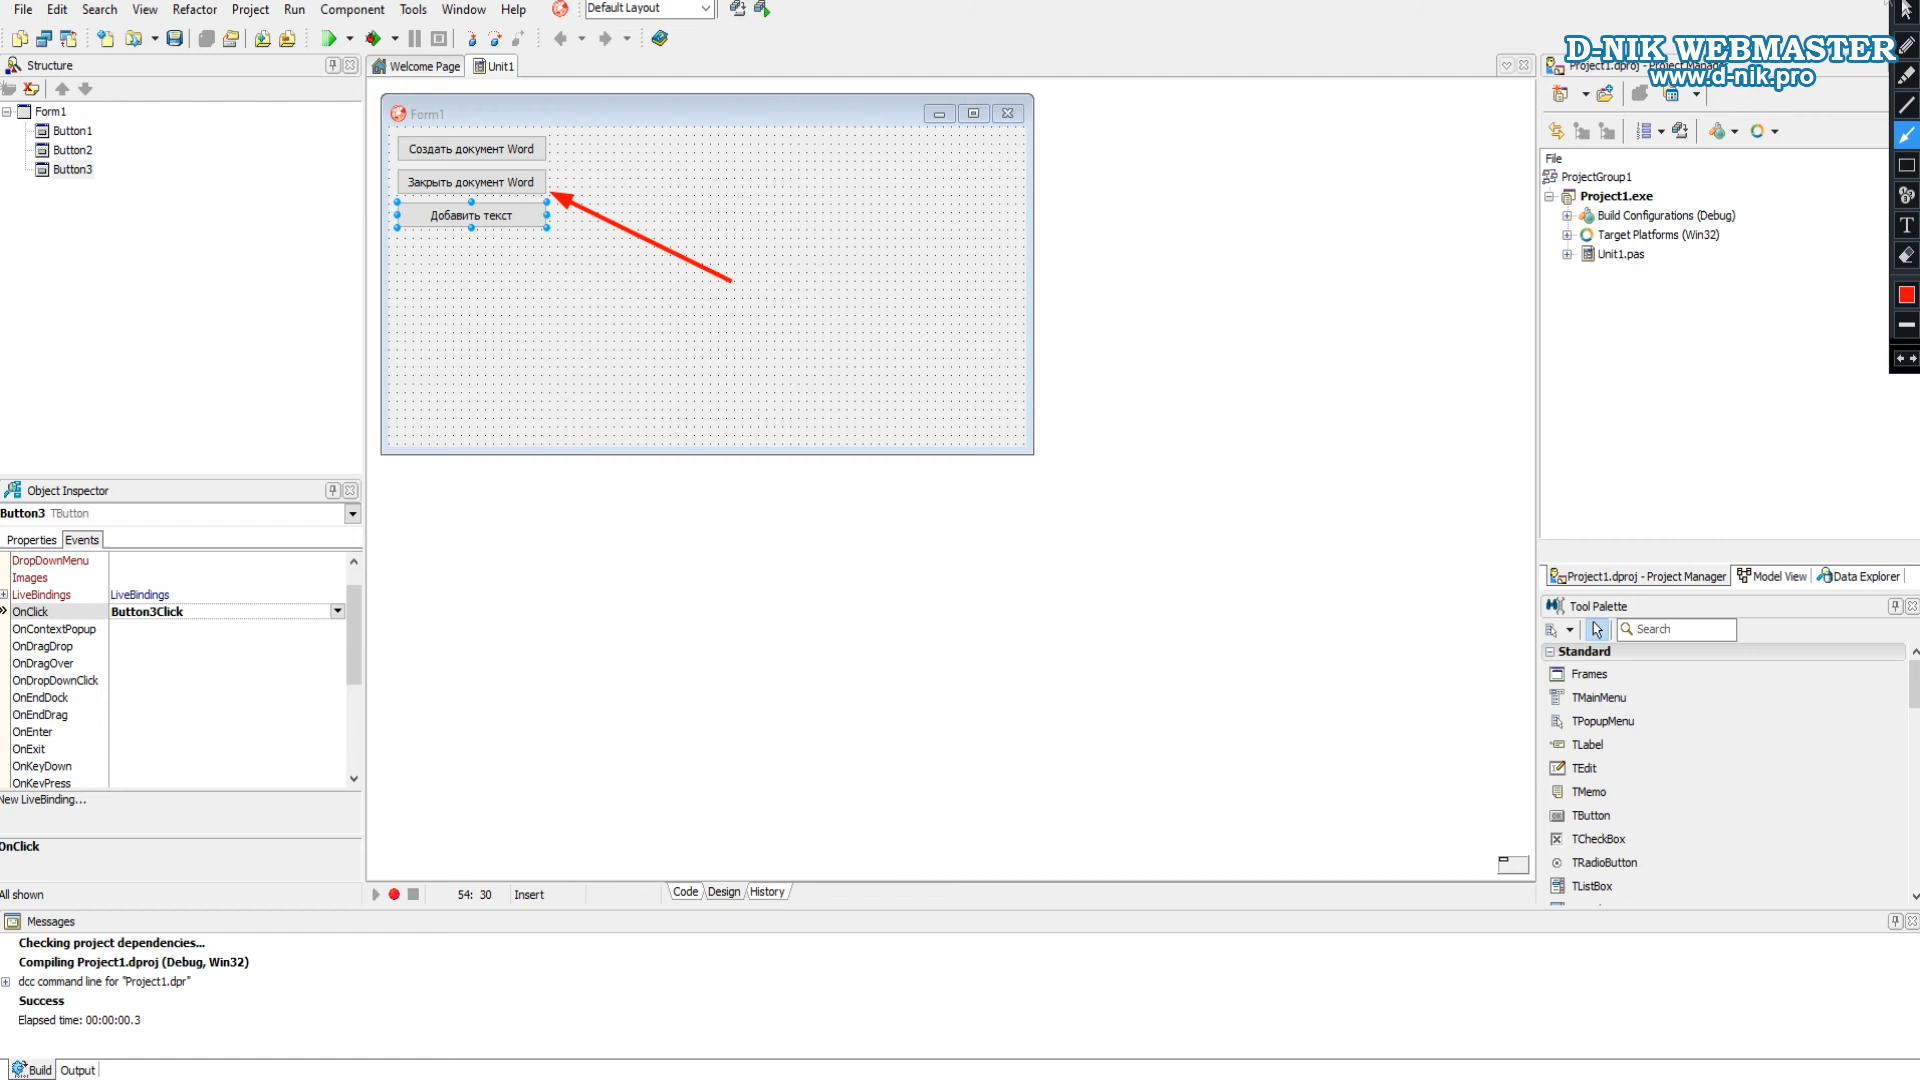 File Edit Search View Refactor Project Run Component Tools Window Help Default Layout
D-NIK WEBMASTER
www.d-nik.pro
Structure
Form1
Button1
Button2
Button3
Welcome Page Unit1
Form1
Создать документ Word
Закрыть документ Word
Добавить текст
Project1.dproj - Project Manager
File
ProjectGroup1
Project1.exe
Build Configurations (Debug)
Target Platforms (Win32)
Unit1.pas
T
Object Inspector
Button3 TButton
Properties Events
DropDownMenu
Images
LiveBindings LiveBindings
OnClick Button3Click
OnContextPopup
OnDragDrop
OnDragOver
OnDropDownClick
OnEndDock
OnEndDrag
OnEnter
OnExit
OnKeyDown
OnKeyPress
New LiveBinding...
OnClick
All shown
54: 30 Insert
Code Design History
Project1.dproj - Project Manager Model View Data Explorer
Tool Palette
Search
Standard
Frames
TMainMenu
TPopupMenu
TLabel
TEdit
TMemo
TButton
TCheckBox
TRadioButton
TListBox
Messages
Checking project dependencies...
Compiling Project1.dproj (Debug, Win32)
dcc command line for "Project1.dpr"
Success
Elapsed time: 00:00:00.3
Build Output